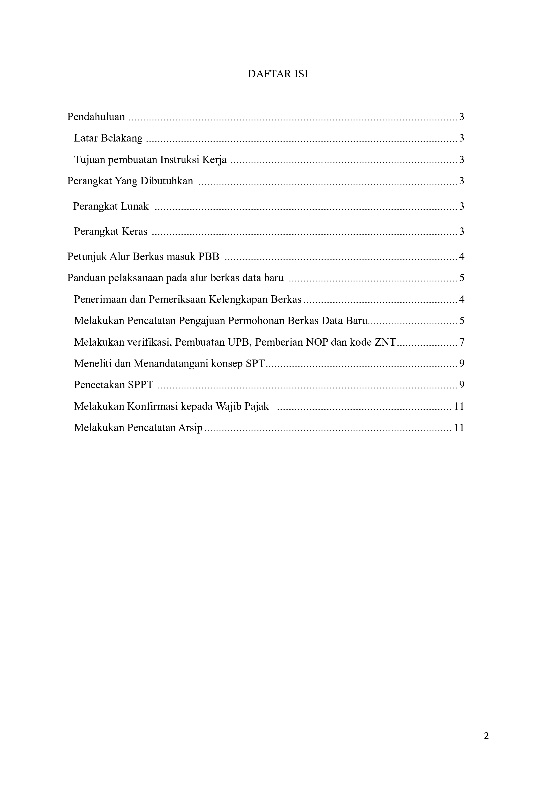 DAFTAR ISI
Pendahuluan ........................................................................................................................ 3
Latar Belakang ........................................................................................................... 3
Tujuan pembuatan Instruksi Kerja .............................................................................. 3
Perangkat Yang Dibutuhkan ......................................................................................... 3
Perangkat Lunak ........................................................................................................ 3
Perangkat Keras ......................................................................................................... 3
Petunjuk Alur Berkas masuk PBB ................................................................................ 4
Panduan pelaksanaan pada alur berkas data baru .......................................................... 5
Penerimaan dan Pemeriksaan Kelengkapan Berkas ..................................................... 4
Melakukan Pencatatan Pengajuan Permohonan Berkas Data Baru............................... 5
Melakukan verifikasi, Pembuatan UPB, Pemberian NOP dan kode ZNT..................... 7
Meneliti dan Menandatangani konsep SPT.................................................................. 9
Pencetakan SPPT ....................................................................................................... 9
Melakukan Konfirmasi kepada Wajib Pajak ............................................................ 11
Melakukan Pencatatan Arsip ..................................................................................... 11
2